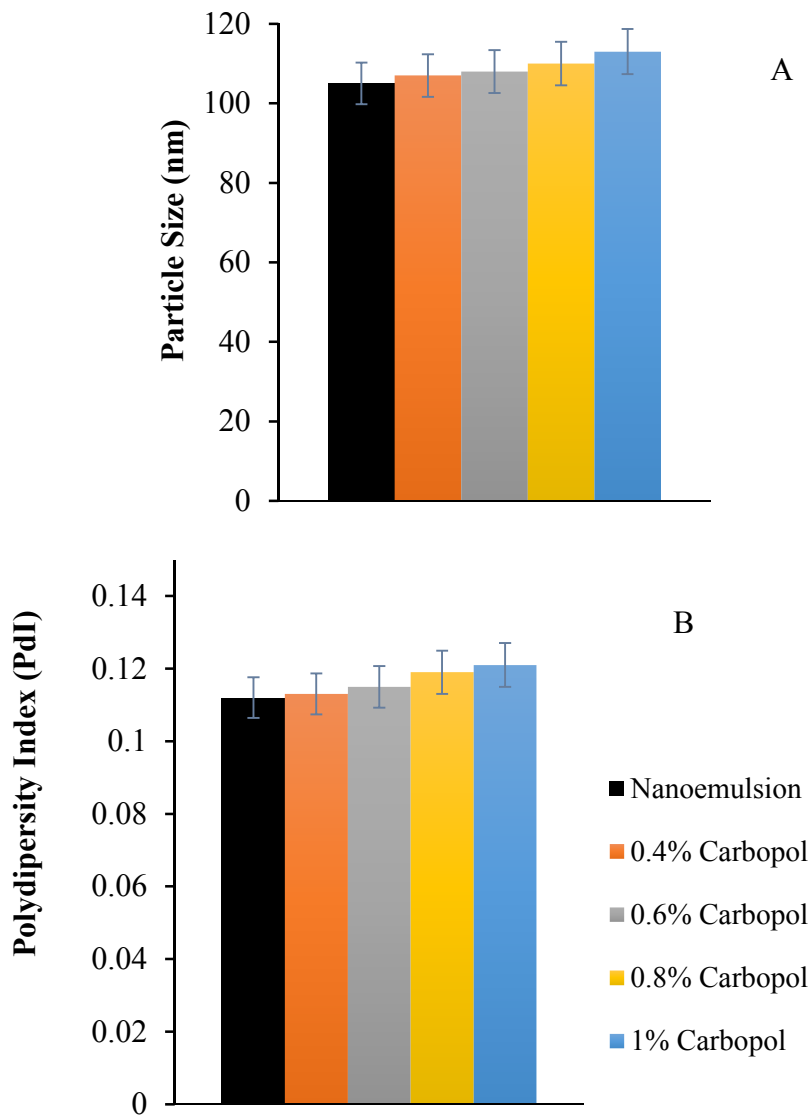 120
100
80
60
40
20
0
Particle Size (nm)
A
0.14
0.12
0.1
0.08
0.06
0.04
0.02
0
Polydipersity Index (PdI)
B
Nanoemulsion
0.4% Carbopol
0.6% Carbopol
0.8% Carbopol
1% Carbopol